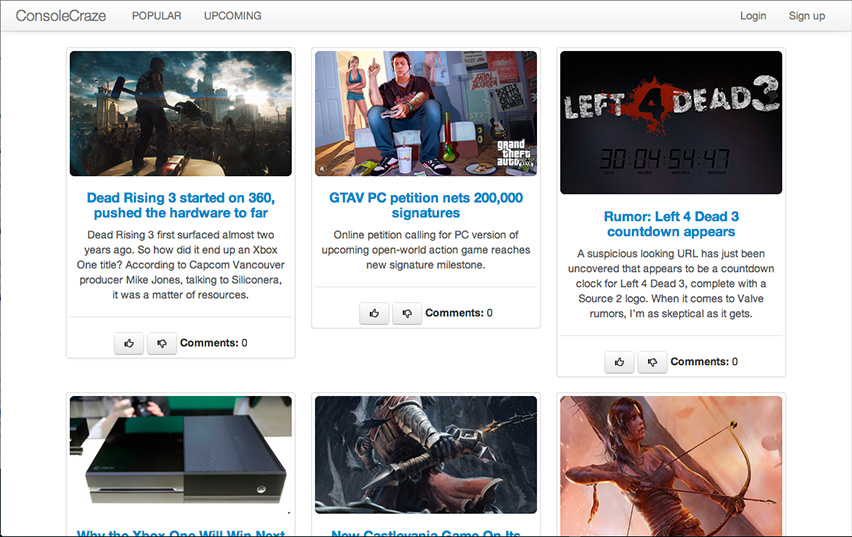 ConsoleCraze POPULAR UPCOMING Login Sign up
LEFT 4 DEAD 3
30:04:54:47
grand
theft
auto
Dead Rising 3 started on 360,
pushed the hardware to far
Dead Rising 3 first surfaced almost two
years ago. So how did it end up an Xbox
One title? According to Capcom Vancouver
producer Mike Jones, talking to Siliconera,
it was a matter of resources.
Comments: 0
GTAV PC petition nets 200,000
signatures
Online petition calling for PC version of
upcoming open-world action game reaches
new signature milestone.
Comments: 0
Rumor: Left 4 Dead 3
countdown appears
A suspicious looking URL has just been
uncovered that appears to be a countdown
clock for Left 4 Dead 3, complete with a
Source 2 logo. When it comes to Valve
rumors, I'm as skeptical as it gets.
Comments: 0
Why the Xbox One Will Win Next
New Castlevania Game On Its